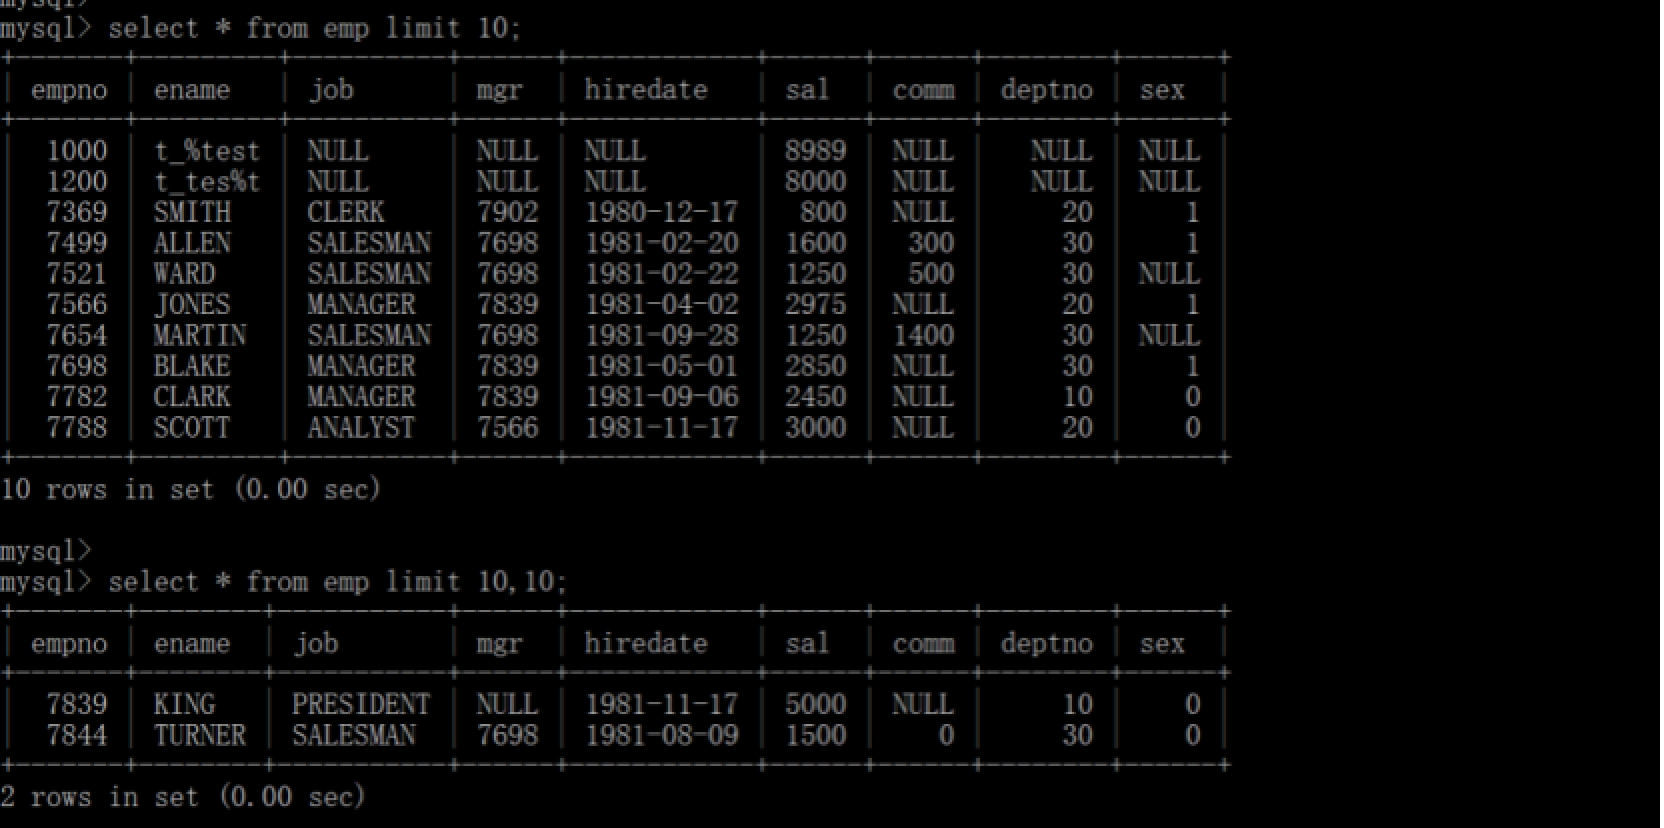 mysql>
mysql> select * from emp limit 10;
+-------+---------+----------+------+------------+------+------+--------+------+
| empno | ename   | job      | mgr  | hiredate   | sal  | comm | deptno | sex  |
+-------+---------+----------+------+------------+------+------+--------+------+
|  1000 | t_%test | NULL     | NULL | NULL       | 8989 | NULL |   NULL | NULL |
|  1200 | t_tes%t | NULL     | NULL | NULL       | 8000 | NULL |   NULL | NULL |
|  7369 | SMITH   | CLERK    | 7902 | 1980-12-17 |  800 | NULL |     20 |    1 |
|  7499 | ALLEN   | SALESMAN | 7698 | 1981-02-20 | 1600 |  300 |     30 |    1 |
|  7521 | WARD    | SALESMAN | 7698 | 1981-02-22 | 1250 |  500 |     30 | NULL |
|  7566 | JONES   | MANAGER  | 7839 | 1981-04-02 | 2975 | NULL |     20 |    1 |
|  7654 | MARTIN  | SALESMAN | 7698 | 1981-09-28 | 1250 | 1400 |     30 | NULL |
|  7698 | BLAKE   | MANAGER  | 7839 | 1981-05-01 | 2850 | NULL |     30 |    1 |
|  7782 | CLARK   | MANAGER  | 7839 | 1981-09-06 | 2450 | NULL |     10 |    0 |
|  7788 | SCOTT   | ANALYST  | 7566 | 1981-11-17 | 3000 | NULL |     20 |    0 |
+-------+---------+----------+------+------------+------+------+--------+------+
10 rows in set (0.00 sec)
mysql>
mysql> select * from emp limit 10,10;
+-------+--------+-----------+------+------------+------+------+--------+------+
| empno | ename  | job       | mgr  | hiredate   | sal  | comm | deptno | sex  |
+-------+--------+-----------+------+------------+------+------+--------+------+
|  7839 | KING   | PRESIDENT | NULL | 1981-11-17 | 5000 | NULL |     10 |    0 |
|  7844 | TURNER | SALESMAN  | 7698 | 1981-08-09 | 1500 |    0 |     30 |    0 |
+-------+--------+-----------+------+------------+------+------+--------+------+
2 rows in set (0.00 sec)